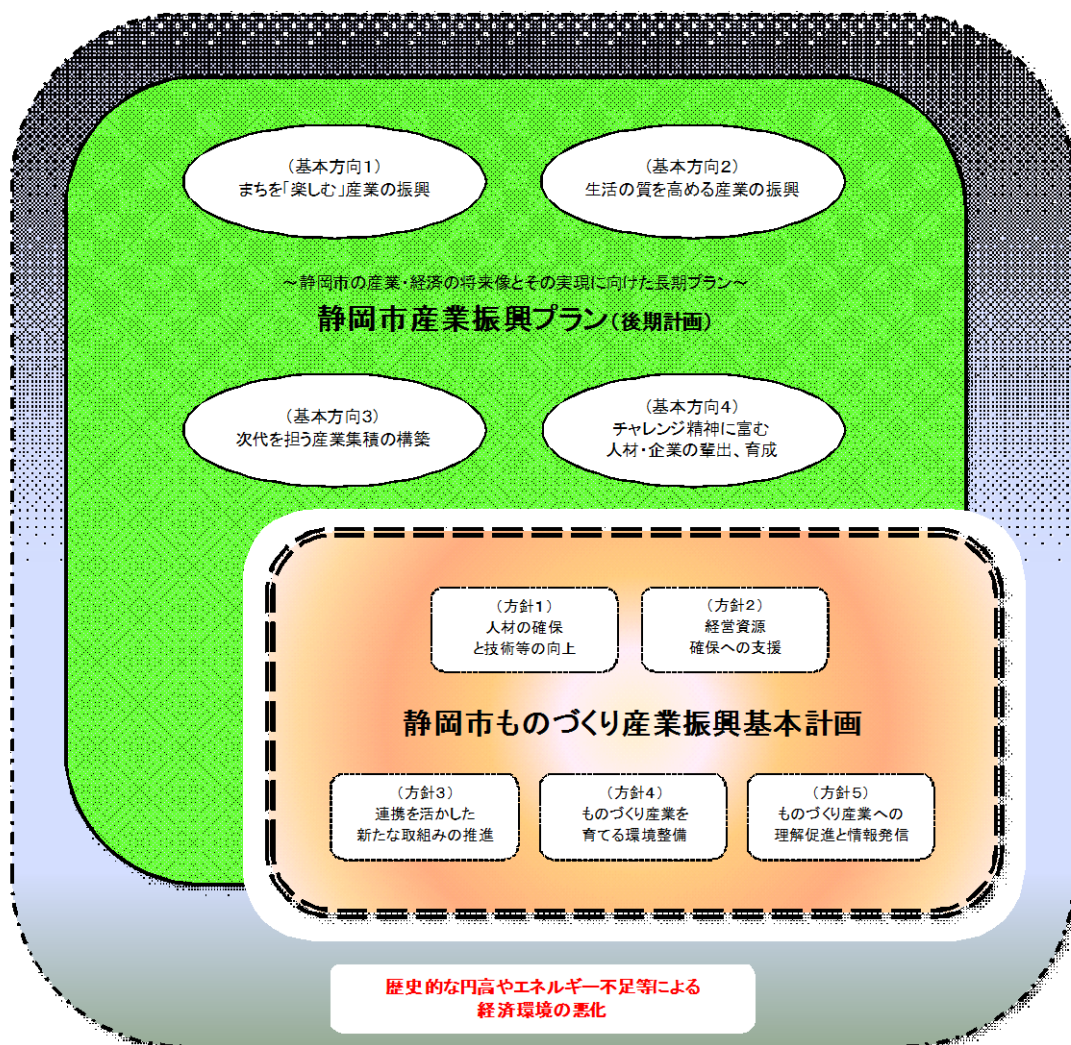 （基本方向１）
まちを「楽しむ」産業の振興
（基本方向２）
生活の質を高める産業の振興
～静岡市の産業・経済の将来像とその実現に向けた長期プラン～
静岡市産業振興プラン（後期計画）
（基本方向３）
次代を担う産業集積の構築
（基本方向４）
チャレンジ精神に富む
人材・企業の輩出、育成
（方針１）
人材の確保
と技術等の向上
（方針２）
経営資源
確保への支援
静岡市ものづくり産業振興基本計画
（方針３）
連携を活かした
新たな取組みの推進
（方針４）
ものづくり産業を
育てる環境整備
（方針５）
ものづくり産業への
理解促進と情報発信
歴史的な円高やエネルギー不足等による
経済環境の悪化